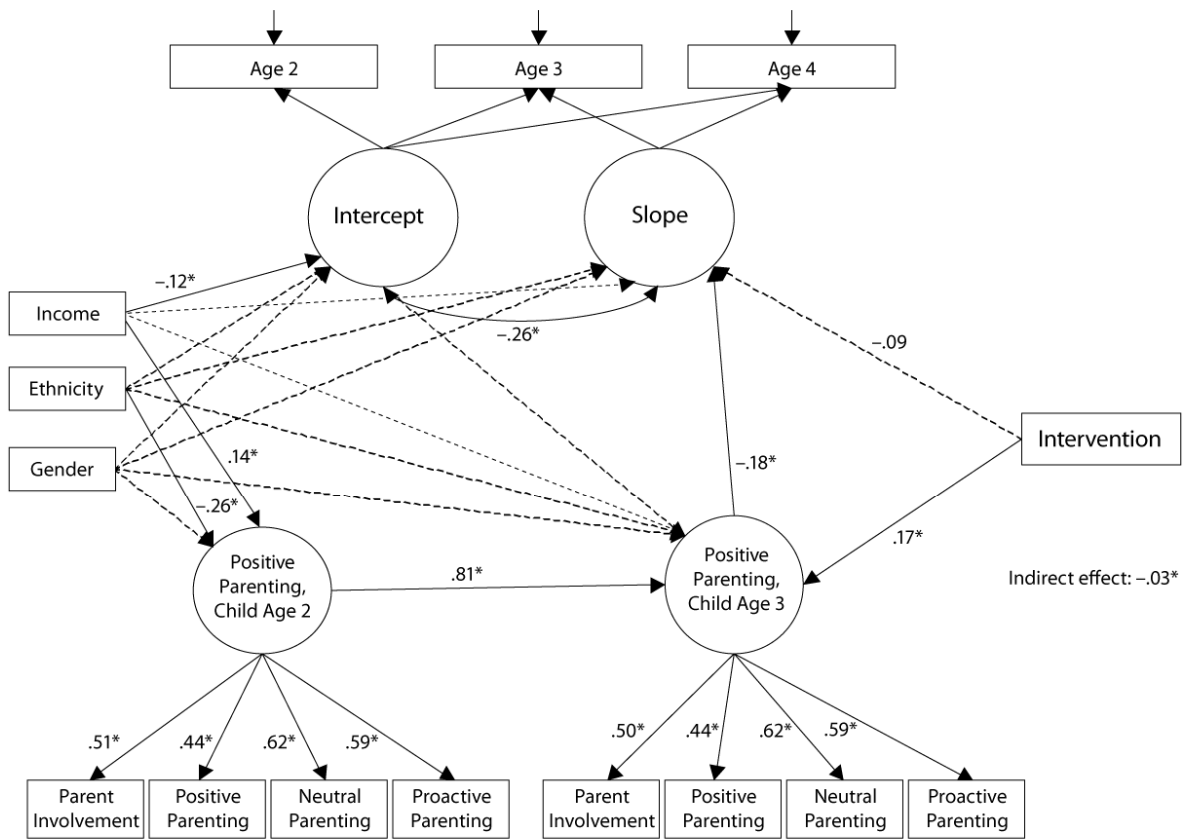 Age 2
Age 3
Age 4
Intercept
Slope
–.12*
Income
–.26*
–.09
Ethnicity
Intervention
Gender
.14*
–.18*
–.26*
.17*
Positive
Parenting,
Child Age 2
.81*
Positive
Parenting,
Child Age 3
Indirect effect: –.03*
.51*
.44*
.62*
.59*
.50*
.44*
.62*
.59*
Parent
Involvement
Positive
Parenting
Neutral
Parenting
Proactive
Parenting
Parent
Involvement
Positive
Parenting
Neutral
Parenting
Proactive
Parenting